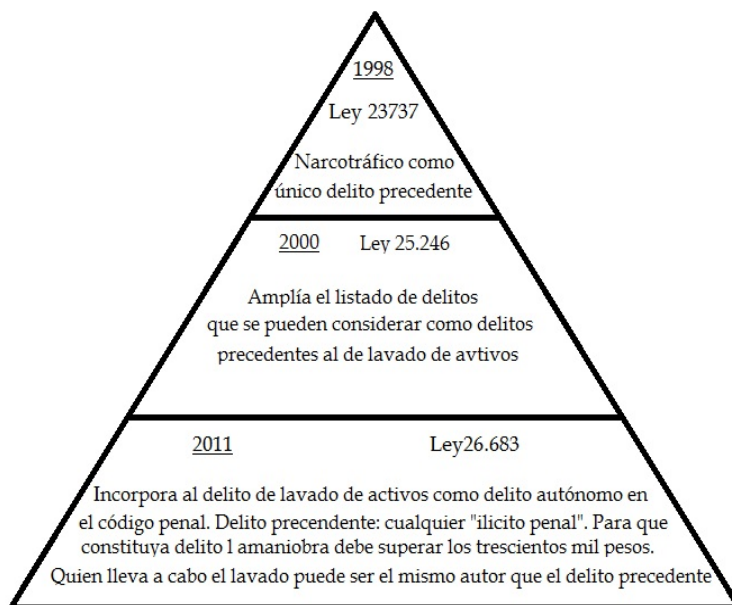 1998
Ley 23737
Narcotráfico como
único delito precedente
2000 Ley 25.246
Amplía el listado de delitos
que se pueden considerar como delitos
precedentes al de lavado de avtivos
2011 Ley26.683
Incorpora al delito de lavado de activos como delito autónomo en
el código penal. Delito precendente: cualquier "ilicito penal". Para que
constituya delito l amaniobra debe superar los trescientos mil pesos.
Quien lleva a cabo el lavado puede ser el mismo autor que el delito precedente